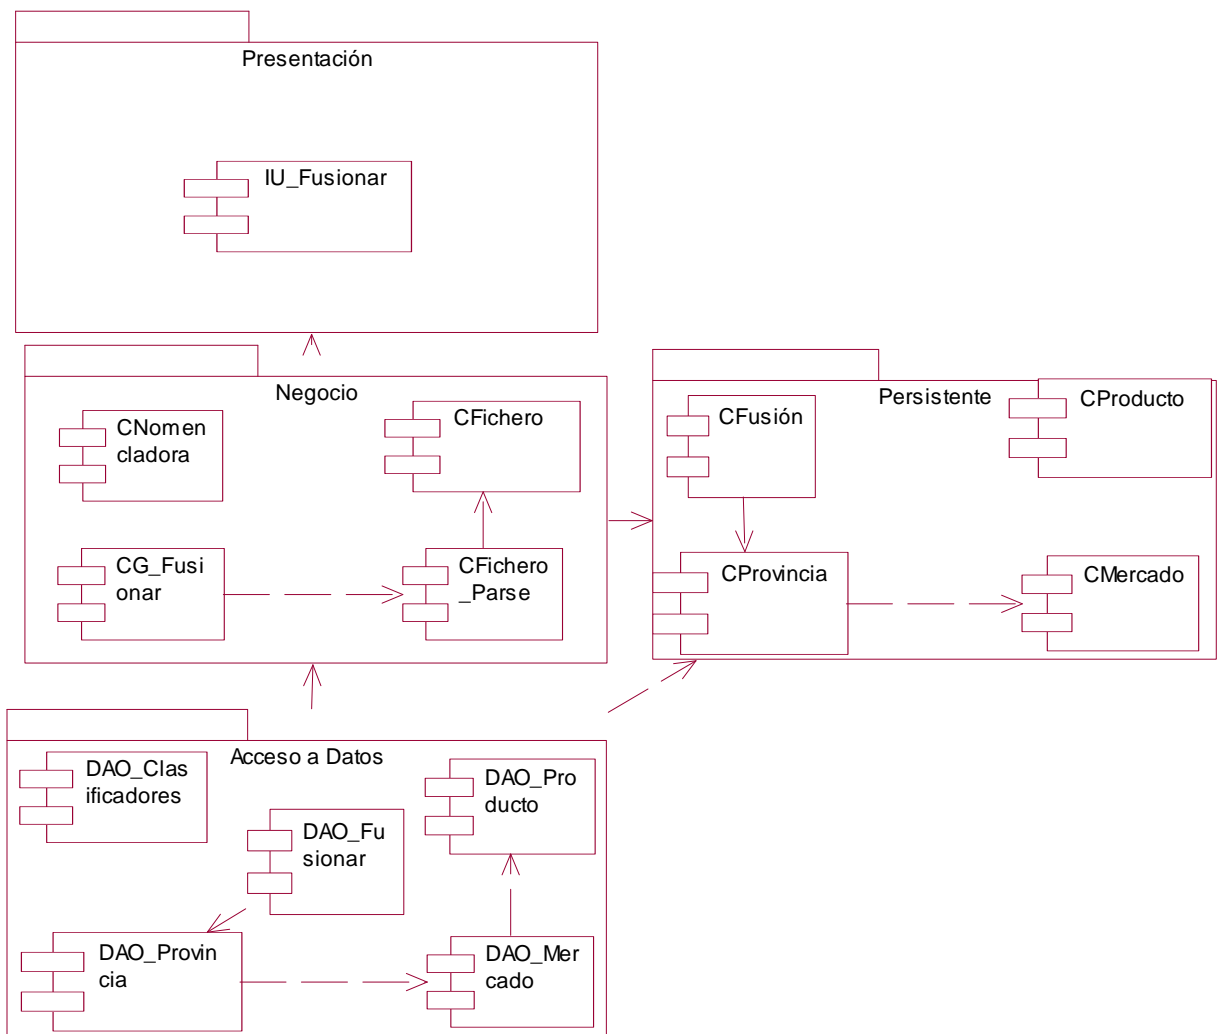 Presentación
IU_Fusionar
Negocio
CNomen
cladora
CFichero
CG_Fusi
onar
CFichero
_Parse
Persistente
CFusión
CProducto
CProvincia
CMercado
Acceso a Datos
DAO_Clas
ificadores
DAO_Fu
sionar
DAO_Pro
ducto
DAO_Provin
cia
DAO_Mer
cado